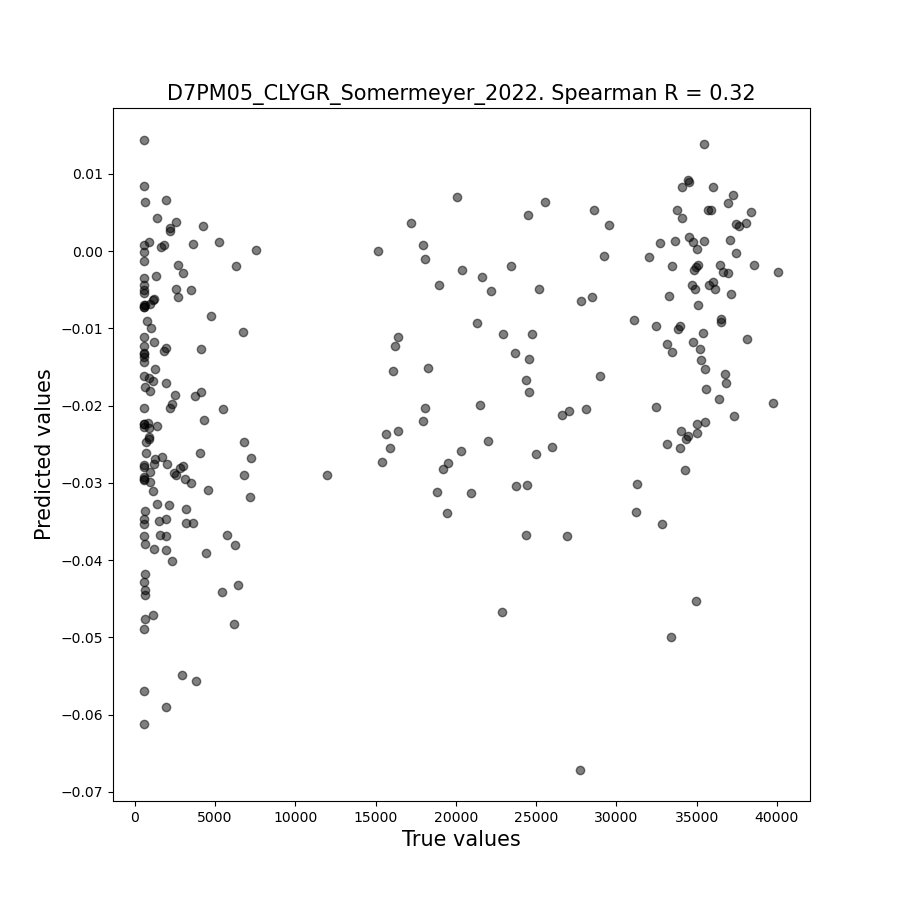 D7PM05_CLYGR_Somermeyer_2022. Spearman R = 0.32
0.01
0.00
−0.01
−0.02
−0.03
−0.04
−0.05
−0.06
−0.07
Predicted values
0 5000 10000 15000 20000 25000 30000 35000 40000
True values